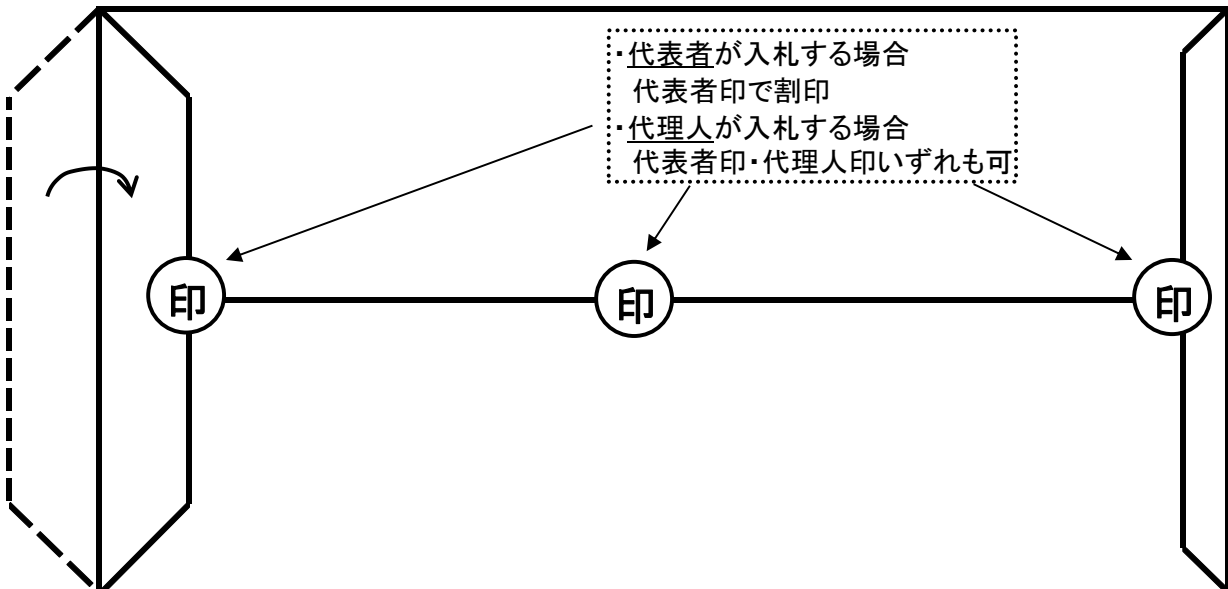 ・代表者が入札する場合
代表者印で割印
・代理人が入札する場合
代表者印・代理人印いずれも可
印
印
印